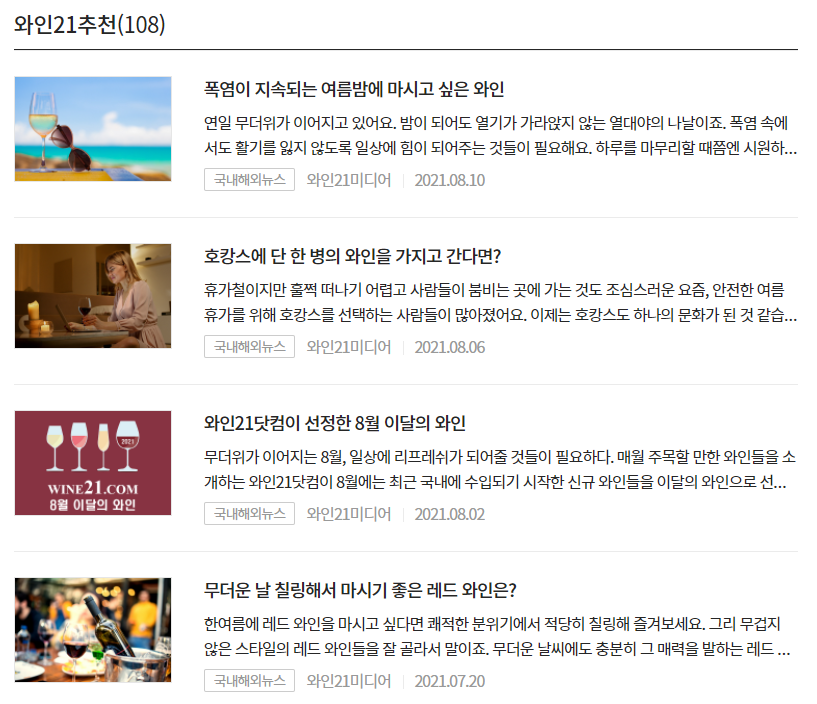 와인21추천(108)
폭염이 지속되는 여름밤에 마시고 싶은 와인
연일 무더위가 이어지고 있어요. 밤이 되어도 열기가 가라앉지 않는 열대야의 나날이죠. 폭염 속에
서도 활기를 잃지 않도록 일상에 힘이 되어주는 것들이 필요해요. 하루를 마무리할 때쯤엔 시원하...
국내해외뉴스 와인21미디어 2021.08.10
호캉스에 단 한 병의 와인을 가지고 간다면?
휴가철이지만 훌쩍 떠나기 어렵고 사람들이 붐비는 곳에 가는 것도 조심스러운 요즘, 안전한 여름
휴가를 위해 호캉스를 선택하는 사람들이 많아졌어요. 이제는 호캉스도 하나의 문화가 된 것 같습...
국내해외뉴스 와인21미디어 2021.08.06
2021
WINE21.COM
8월 이달의 와인
와인21닷컴이 선정한 8월 이달의 와인
무더위가 이어지는 8월, 일상에 리프레쉬가 되어줄 것들이 필요하다. 매월 주목할 만한 와인들을 소
개하는 와인21닷컴이 8월에는 최근 국내에 수입되기 시작한 신규 와인들을 이달의 와인으로 선...
국내해외뉴스 와인21미디어 2021.08.02
무더운 날 칠링해서 마시기 좋은 레드 와인은?
한여름에 레드 와인을 마시고 싶다면 쾌적한 분위기에서 적당히 칠링해 즐겨보세요. 그리 무겁지
않은 스타일의 레드 와인들을 잘 골라서 말이죠. 무더운 날씨에도 충분히 그 매력을 발하는 레드 ...
국내해외뉴스 와인21미디어 2021.07.20